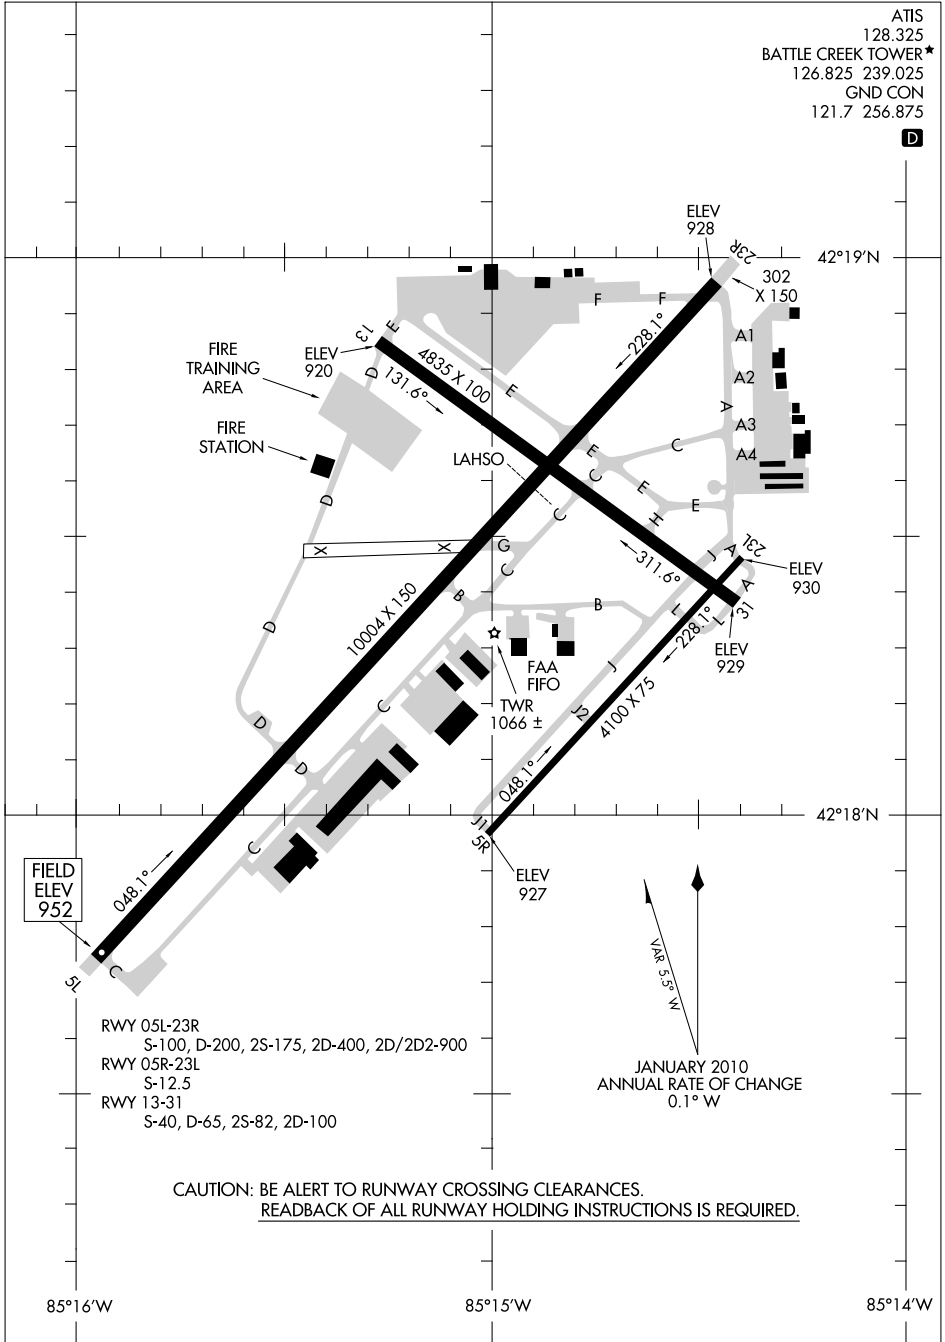 ATIS
128.325
BATTLE CREEK TOWER★
126.825 239.025
GND CON
121.7 256.875
D
ELEV
928
23R
42°19'N
302
X 150
F F
A1
E
13
ELEV
920
4835 X 100
228.1°
FIRE
TRAINING
AREA
D
131.6°
E
A2
A
A3
FIRE
STATION
LAHSO
E
C
A4
C
D
E
E
C
H
X X
G
C
J
A
23L
ELEV
930
311.6°
A
10004 X 150
B
B
L
L
31
228.1°
ELEV
929
D
FAA
FIFO
J
TWR
1066 ±
C
J2
4100 X 75
D
D
048.1°
J1
5R
42°18'N
C
FIELD
ELEV
952
048.1°
ELEV
927
C
5L
VAR 5.5° W
RWY 05L-23R
S-100, D-200, 2S-175, 2D-400, 2D/2D2-900
RWY 05R-23L
S-12.5
RWY 13-31
S-40, D-65, 2S-82, 2D-100
JANUARY 2010
ANNUAL RATE OF CHANGE
0.1° W
CAUTION: BE ALERT TO RUNWAY CROSSING CLEARANCES.
READBACK OF ALL RUNWAY HOLDING INSTRUCTIONS IS REQUIRED.
85°16'W
85°15'W
85°14'W